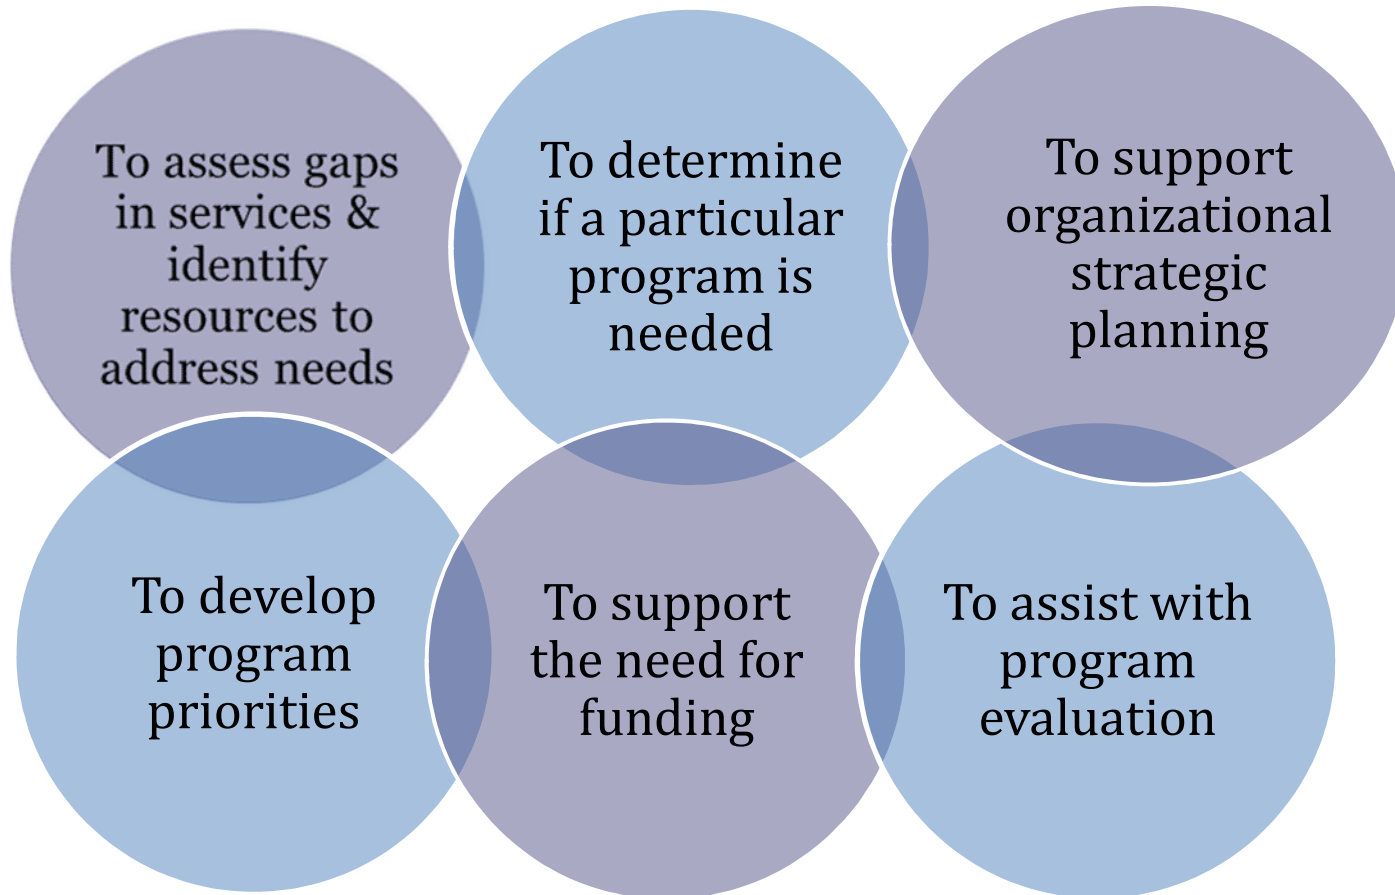 To assess gaps
in services &
identify
resources to
address needs
To determine
if a particular
program is
needed
To support
organizational
strategic
planning
To develop
program
priorities
To support
the need for
funding
To assist with
program
evaluation